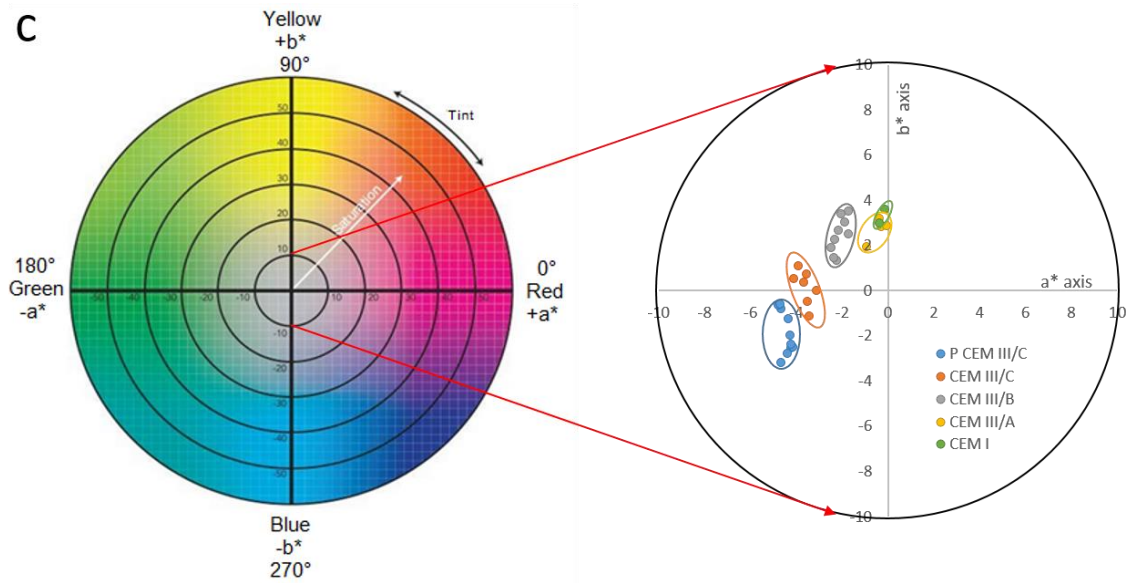 C
Yellow
+b*
90°
Tint
Saturation
50
40
30
20
10
180°
Green
-a*
-50 -40 -30 -20 -10 10 20 30 40 50
0°
Red
+a*
-10
-20
-30
-40
-50
Blue
-b*
270°
10
8
6
4
2
0
-2
-4
-6
-8
-10
b* axis
a* axis
-10 -8 -6 -4 -2 0 2 4 6 8 10
P CEM III/C
CEM III/C
CEM III/B
CEM III/A
CEM I